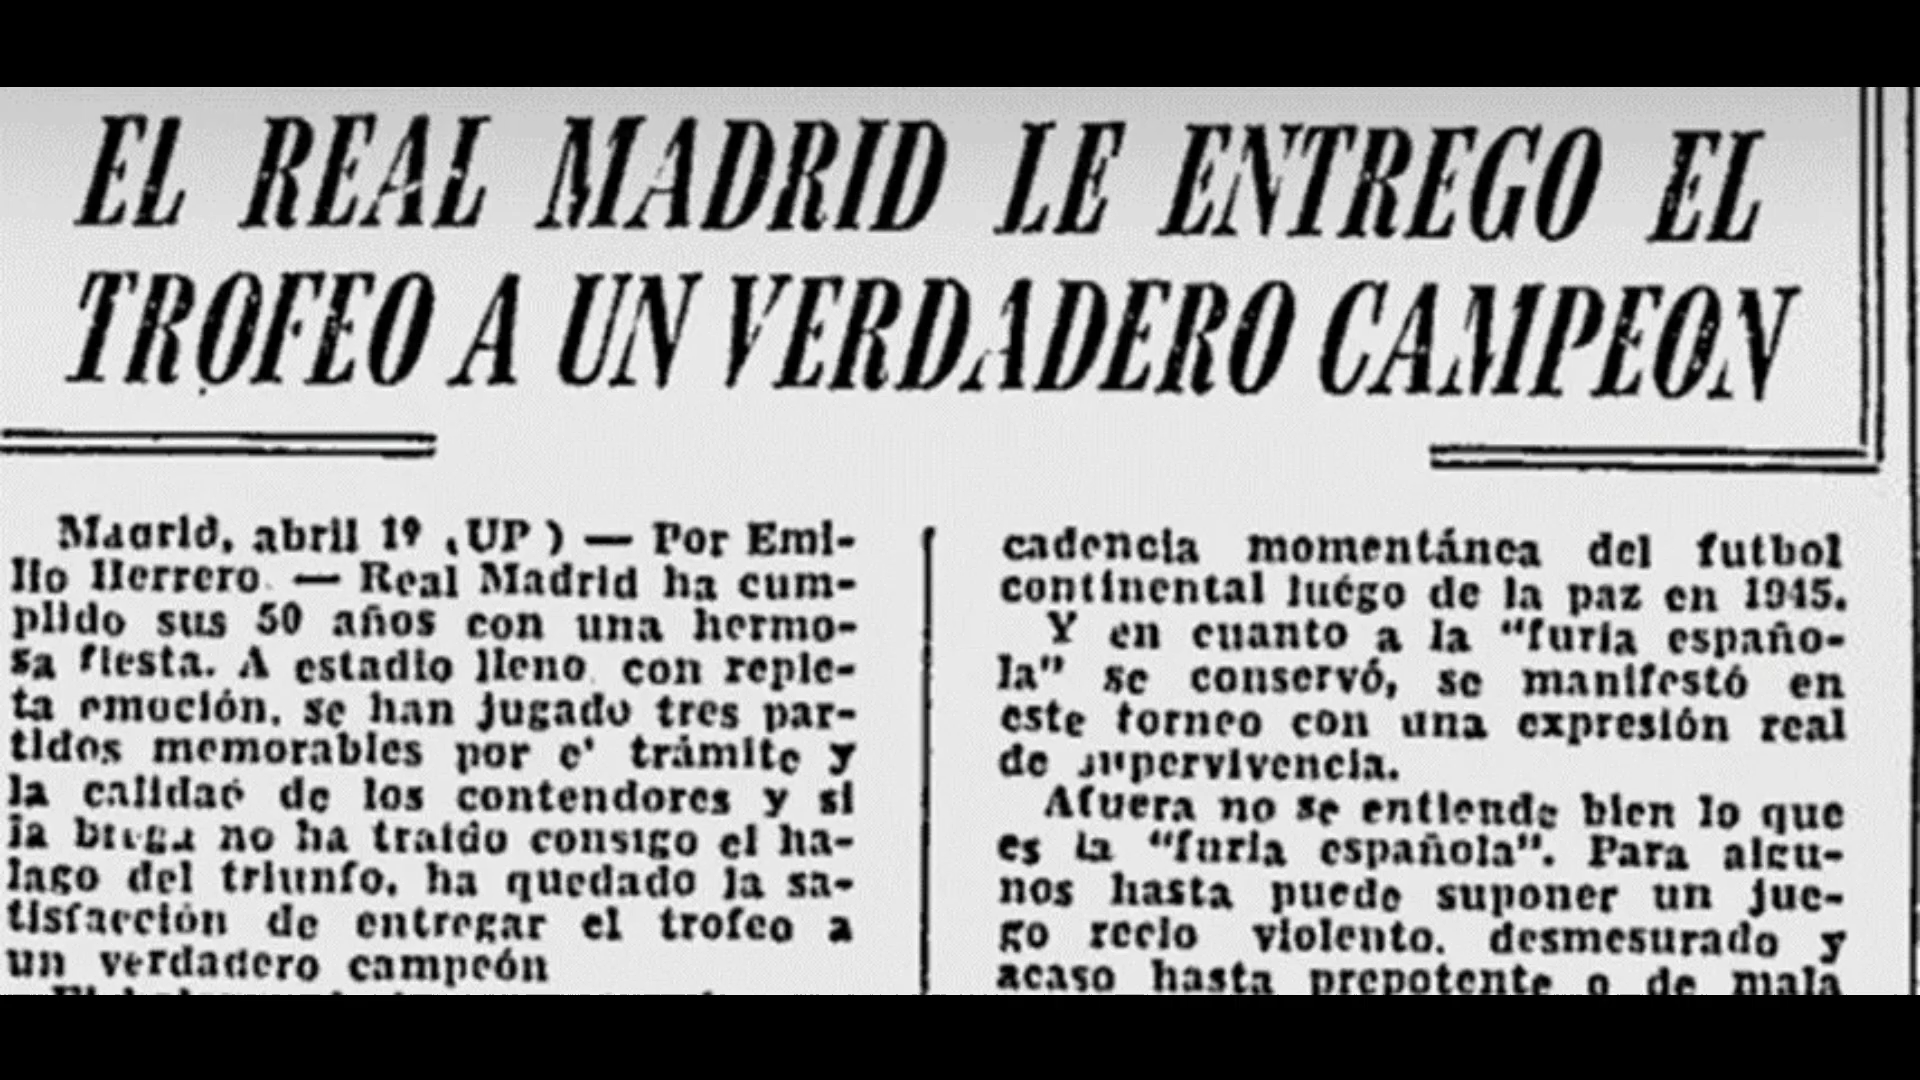 EL REAL MADRID LE ENTREGO EL
TROFEO A UN VERDADERO CAMPEON
Madrid, abril 1º (UP) — Por Emi-
lio Herrero. — Real Madrid ha cum-
plido sus 50 años con una hermo-
sa fiesta. A estadio lleno, con reple-
ta emoción, se han jugado tres par-
tidos memorables por el trámite y
la calidad de los contendores y si
la brega no ha traído consigo el ha-
lago del triunfo, ha quedado la sa-
tisfacción de entregar el trofeo a
un verdadero campeón
cadencia momentánea del futbol
continental luégo de la paz en 1945.
Y en cuanto a la “furia españo-
la” se conservó, se manifestó en
este torneo con una expresión real
de supervivencia.
Afuera no se entiende bien lo que
es la “furia española”. Para algu-
nos hasta puede suponer un jue-
go recio violento, desmesurado y
acaso hasta prepotente o de mala